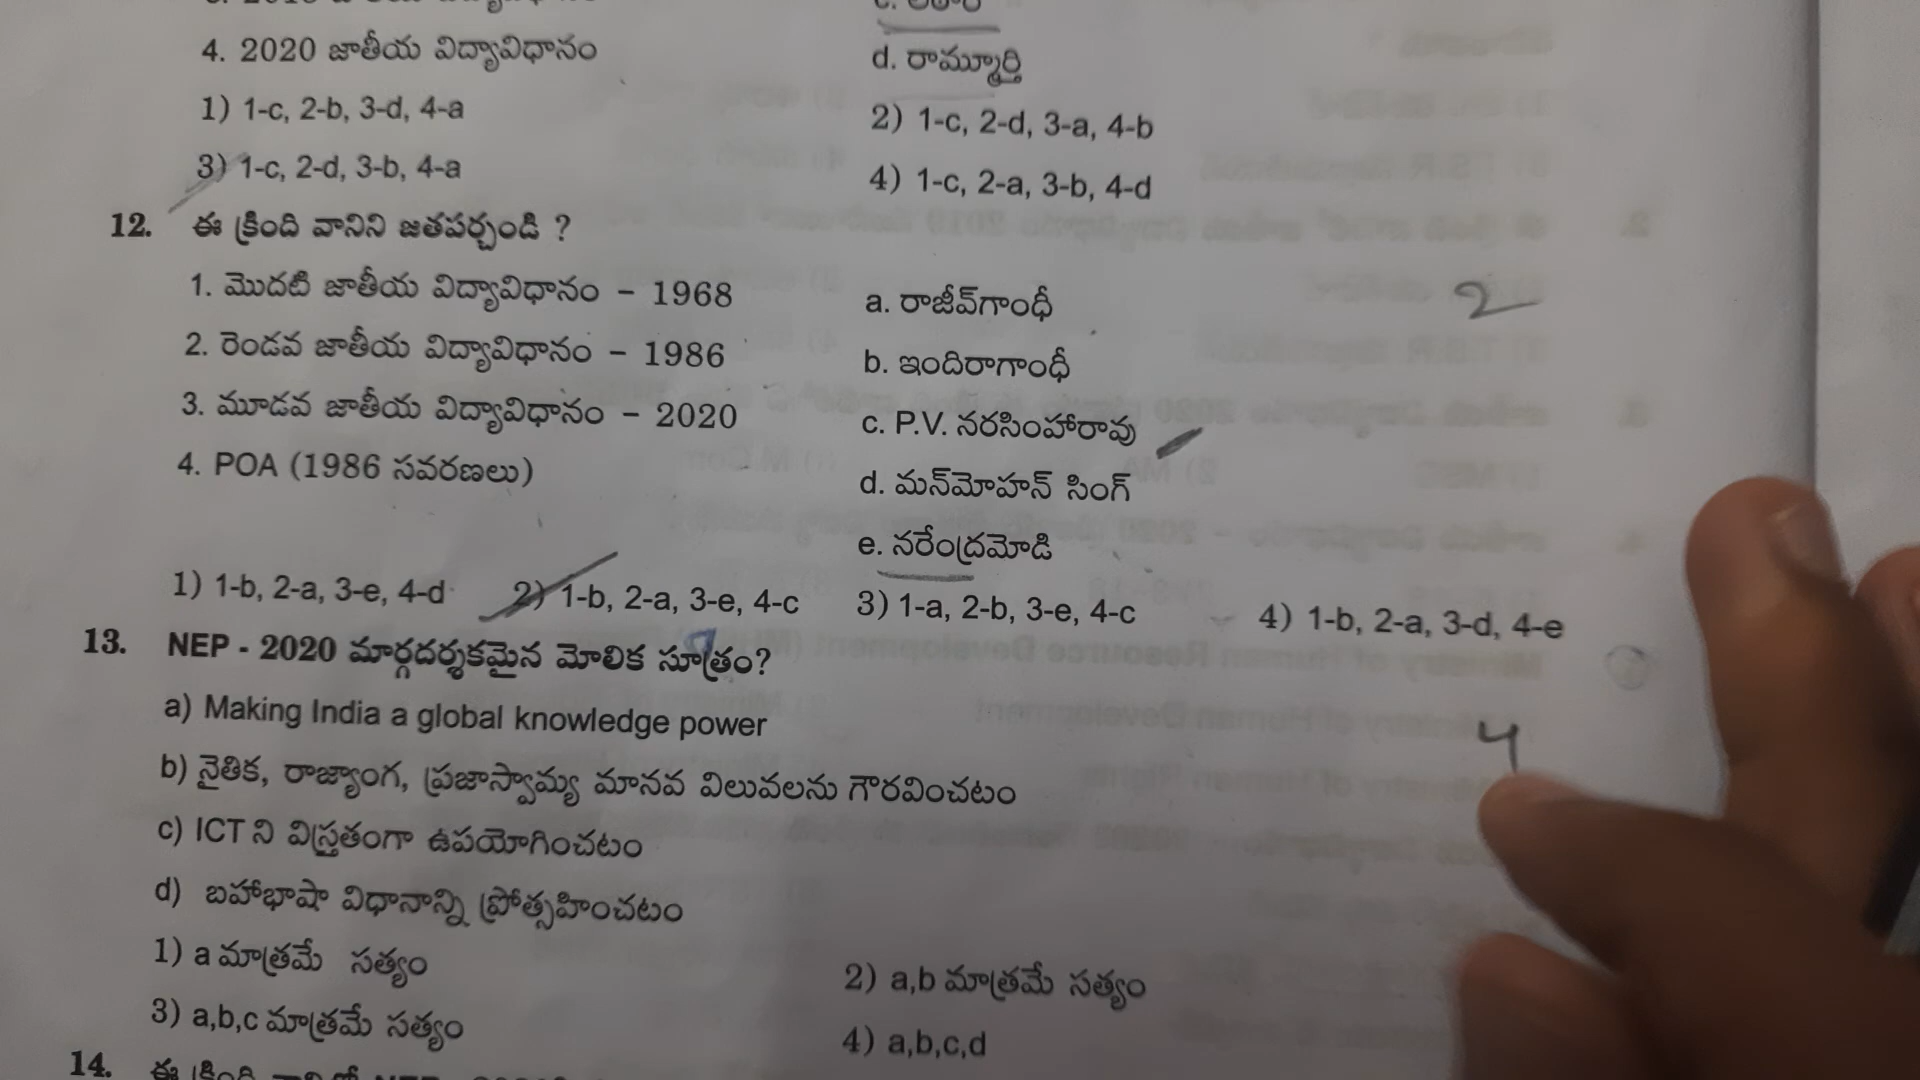 4. 2020 జాతీయ విద్యావిధానం
d. రామ్మూర్తి
1) 1-c, 2-b, 3-d, 4-a
2) 1-c, 2-d, 3-a, 4-b
3) 1-c, 2-d, 3-b, 4-a
4) 1-c, 2-a, 3-b, 4-d
12. ఈ క్రింది వానిని జతపర్చండి ?
1. మొదటి జాతీయ విద్యావిధానం – 1968
a. రాజీవ్‌గాంధీ
2
2. రెండవ జాతీయ విద్యావిధానం – 1986
b. ఇందిరాగాంధీ
3. మూడవ జాతీయ విద్యావిధానం – 2020
c. P.V. నరసింహారావు
4. POA (1986 సవరణలు)
d. మన్‌మోహన్ సింగ్
e. నరేంద్రమోడి
1) 1-b, 2-a, 3-e, 4-d 2) 1-b, 2-a, 3-e, 4-c 3) 1-a, 2-b, 3-e, 4-c 4) 1-b, 2-a, 3-d, 4-e
13. NEP - 2020 మార్గదర్శకమైన మోలిక సూత్రం?
a) Making India a global knowledge power
4
b) నైతిక, రాజ్యాంగ, ప్రజాస్వామ్య మానవ విలువలను గౌరవించటం
c) ICT ని విస్త్రతంగా ఉపయోగించటం
d) బహాభాషా విధానాన్ని ప్రోత్సహించటం
1) a మాత్రమే సత్యం
2) a,b మాత్రమే సత్యం
3) a,b,c మాత్రమే సత్యం
4) a,b,c,d
14. ఈ క్రింది